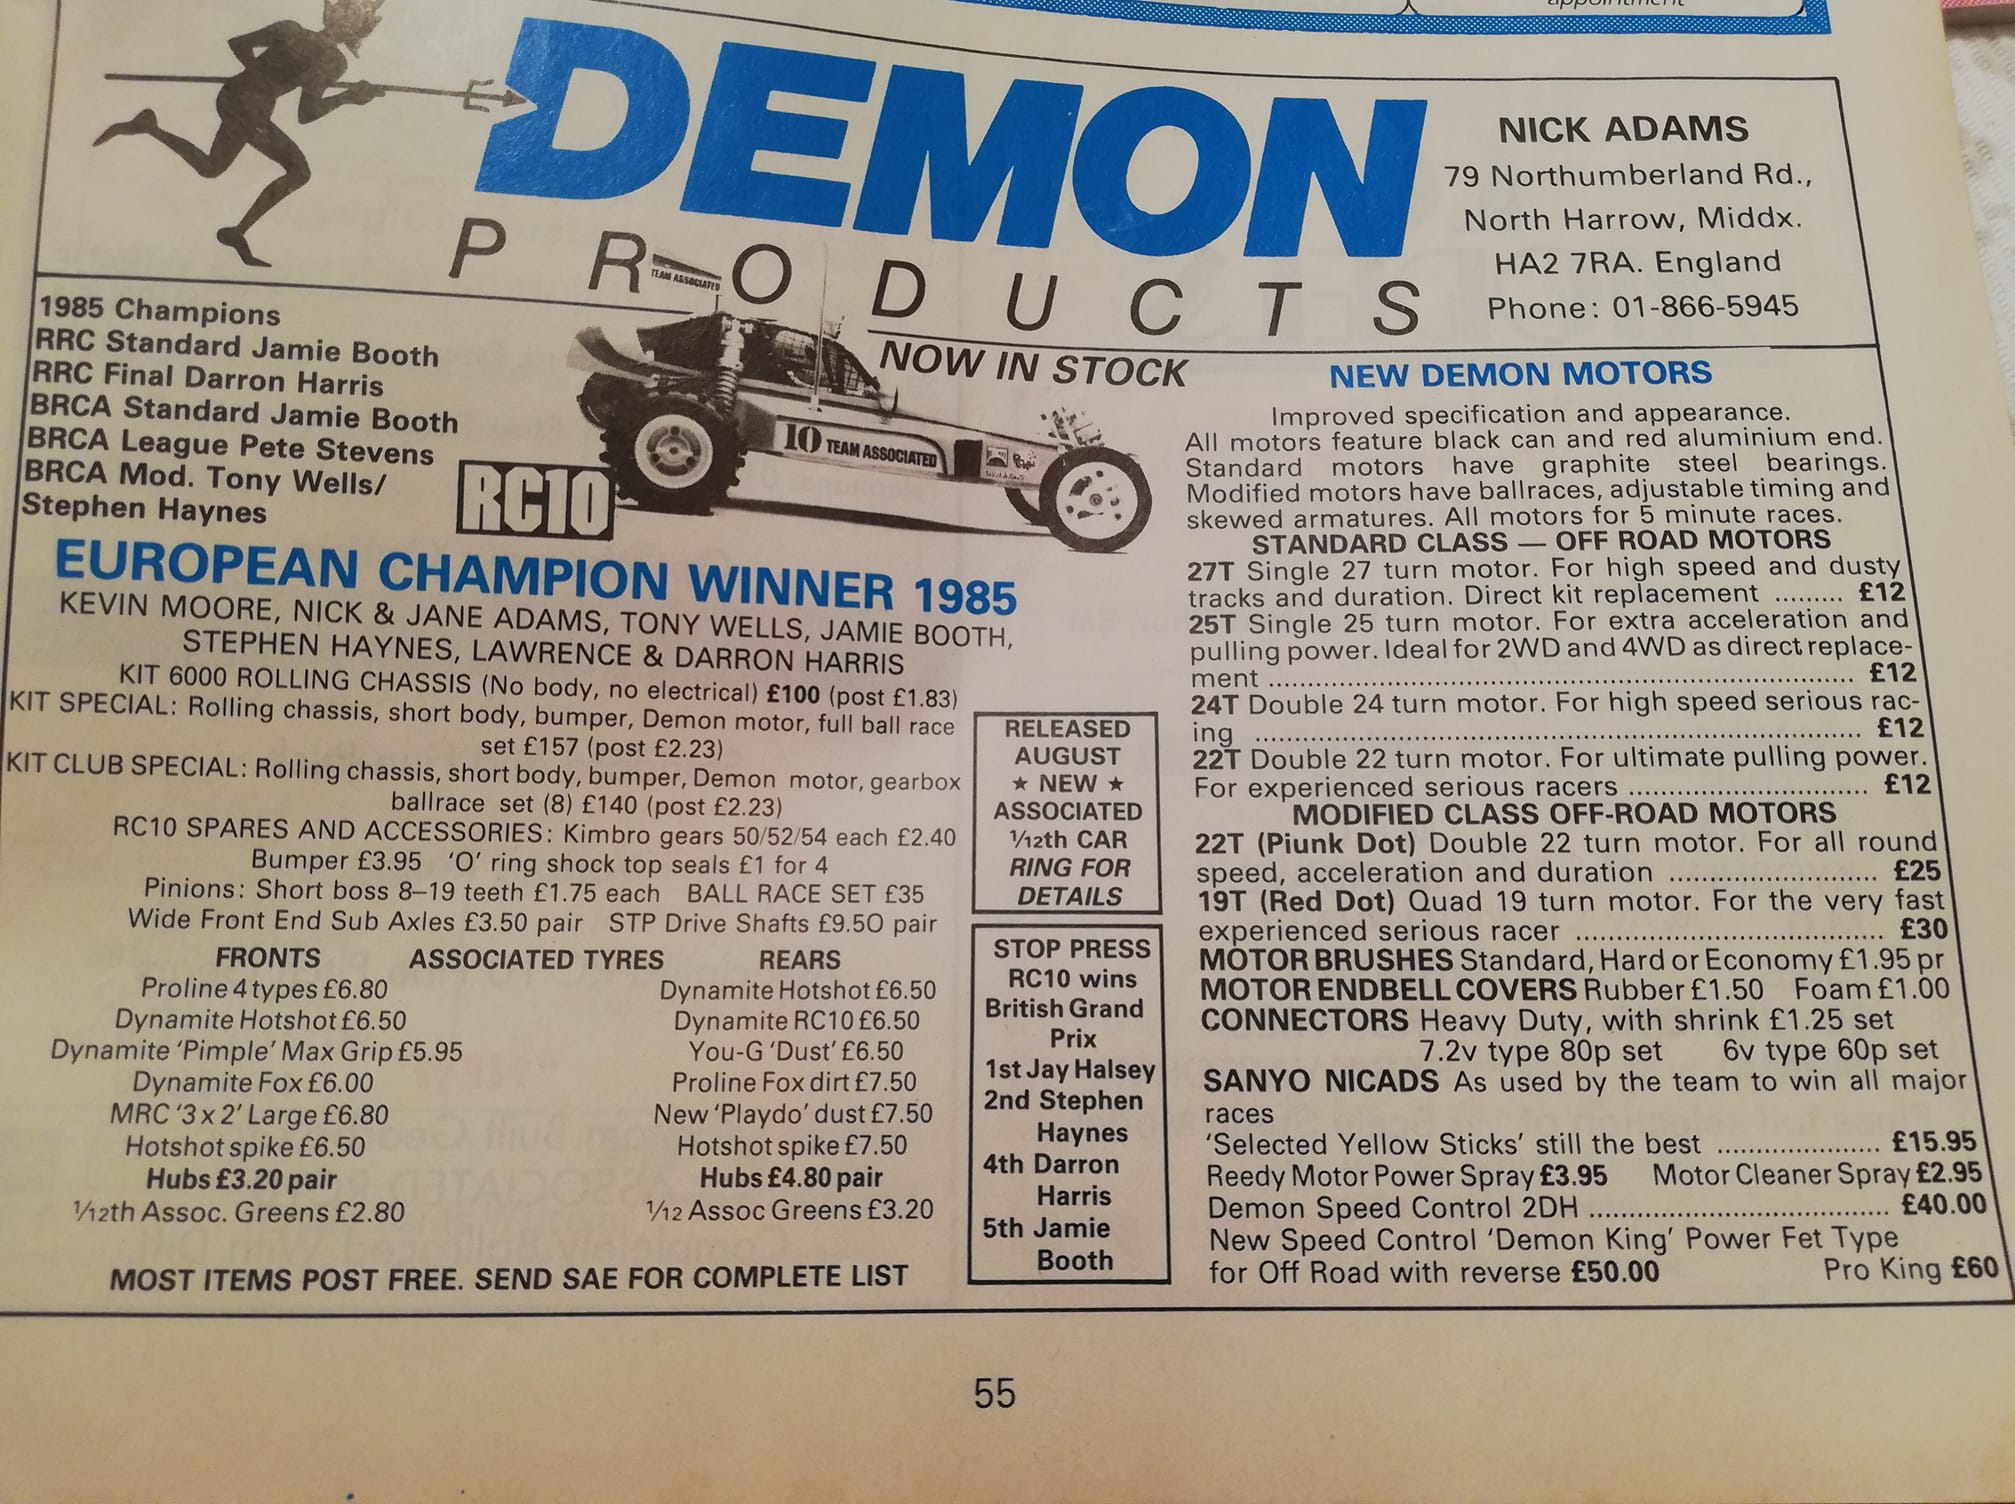 appointment
DEMON
PRODUCTS
NICK ADAMS
79 Northumberland Rd.,
North Harrow, Middx.
HA2 7RA. England
Phone: 01-866-5945
1985 Champions
RRC Standard Jamie Booth
RRC Final Darron Harris
BRCA Standard Jamie Booth
BRCA League Pete Stevens
BRCA Mod. Tony Wells/
Stephen Haynes
TEAM ASSOCIATED
10 TEAM ASSOCIATED
RC10
NOW IN STOCK
EUROPEAN CHAMPION WINNER 1985
KEVIN MOORE, NICK & JANE ADAMS, TONY WELLS, JAMIE BOOTH,
STEPHEN HAYNES, LAWRENCE & DARRON HARRIS
KIT 6000 ROLLING CHASSIS (No body, no electrical) £100 (post £1.83)
KIT SPECIAL: Rolling chassis, short body, bumper, Demon motor, full ball race
set £157 (post £2.23)
KIT CLUB SPECIAL: Rolling chassis, short body, bumper, Demon motor, gearbox
ballrace set (8) £140 (post £2.23)
RC10 SPARES AND ACCESSORIES: Kimbro gears 50/52/54 each £2.40
Bumper £3.95 'O' ring shock top seals £1 for 4
Pinions: Short boss 8–19 teeth £1.75 each BALL RACE SET £35
Wide Front End Sub Axles £3.50 pair STP Drive Shafts £9.50 pair
FRONTS ASSOCIATED TYRES REARS
Proline 4 types £6.80 Dynamite Hotshot £6.50
Dynamite Hotshot £6.50 Dynamite RC10 £6.50
Dynamite 'Pimple' Max Grip £5.95 You-G 'Dust' £6.50
Dynamite Fox £6.00 Proline Fox dirt £7.50
MRC '3 x 2' Large £6.80 New 'Playdo' dust £7.50
Hotshot spike £6.50 Hotshot spike £7.50
Hubs £3.20 pair Hubs £4.80 pair
1/12th Assoc. Greens £2.80 1/12 Assoc Greens £3.20
MOST ITEMS POST FREE. SEND SAE FOR COMPLETE LIST
RELEASED
AUGUST
★ NEW ★
ASSOCIATED
1/12th CAR
RING FOR
DETAILS
STOP PRESS
RC10 wins
British Grand
Prix
1st Jay Halsey
2nd Stephen
Haynes
4th Darron
Harris
5th Jamie
Booth
NEW DEMON MOTORS
Improved specification and appearance.
All motors feature black can and red aluminium end.
Standard motors have graphite steel bearings.
Modified motors have ballraces, adjustable timing and
skewed armatures. All motors for 5 minute races.
STANDARD CLASS — OFF ROAD MOTORS
27T Single 27 turn motor. For high speed and dusty
tracks and duration. Direct kit replacement ......... £12
25T Single 25 turn motor. For extra acceleration and
pulling power. Ideal for 2WD and 4WD as direct replace-
ment ................ £12
24T Double 24 turn motor. For high speed serious rac-
ing ................ £12
22T Double 22 turn motor. For ultimate pulling power.
For experienced serious racers ................ £12
MODIFIED CLASS OFF-ROAD MOTORS
22T (Piunk Dot) Double 22 turn motor. For all round
speed, acceleration and duration ................ £25
19T (Red Dot) Quad 19 turn motor. For the very fast
experienced serious racer ................ £30
MOTOR BRUSHES Standard, Hard or Economy £1.95 pr
MOTOR ENDBELL COVERS Rubber £1.50 Foam £1.00
CONNECTORS Heavy Duty, with shrink £1.25 set
7.2v type 80p set 6v type 60p set
SANYO NICADS As used by the team to win all major
races
'Selected Yellow Sticks' still the best ................ £15.95
Reedy Motor Power Spray £3.95 Motor Cleaner Spray £2.95
Demon Speed Control 2DH ................ £40.00
New Speed Control 'Demon King' Power Fet Type
for Off Road with reverse £50.00 Pro King £60
55